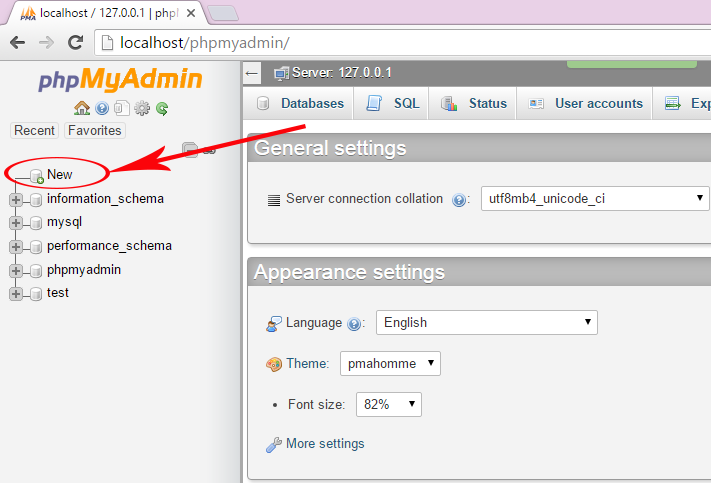 localhost / 127.0.0.1 | phpl
localhost/phpmyadmin/
phpMyAdmin
Recent Favorites
New
information_schema
mysql
performance_schema
phpmyadmin
test
Server: 127.0.0.1
Databases SQL Status User accounts Exp
General settings
Server connection collation : utf8mb4_unicode_ci
Appearance settings
Language : English
Theme: pmahomme
• Font size: 82%
More settings